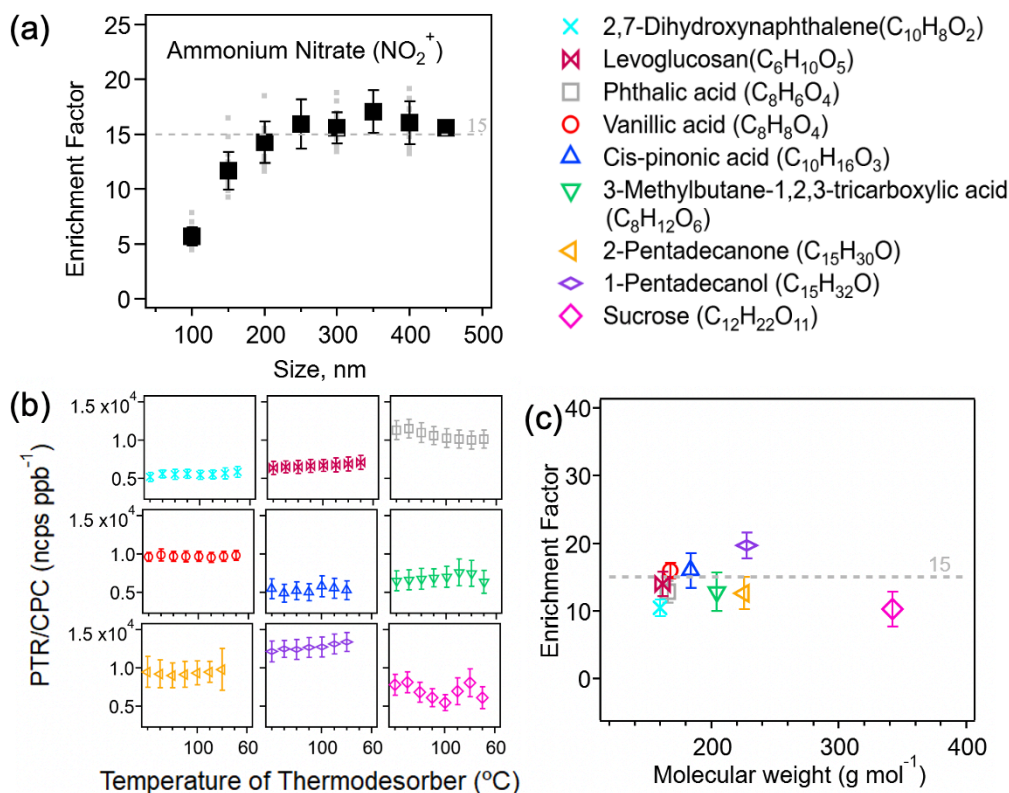 (a)
Ammonium Nitrate (NO₂⁺)
Enrichment Factor
25
20
15
10
5
0
15
100
200
300
400
500
Size, nm
2,7-Dihydroxynaphthalene(C₁₀H₈O₂)
Levoglucosan(C₆H₁₀O₅)
Phthalic acid (C₈H₆O₄)
Vanillic acid (C₈H₈O₄)
Cis-pinonic acid (C₁₀H₁₆O₃)
3-Methylbutane-1,2,3-tricarboxylic acid
(C₈H₁₂O₆)
2-Pentadecanone (C₁₅H₃₀O)
1-Pentadecanol (C₁₅H₃₂O)
Sucrose (C₁₂H₂₂O₁₁)
(b)
PTR/CPC (ncps ppb⁻¹)
1.5 x10⁴
1.0
0.5
1.5 x10⁴
1.0
0.5
1.5 x10⁴
1.0
0.5
100
60
100
60
100
60
Temperature of Thermodesorber (ºC)
(c)
Enrichment Factor
40
30
20
10
0
15
200
300
400
Molecular weight (g mol⁻¹)